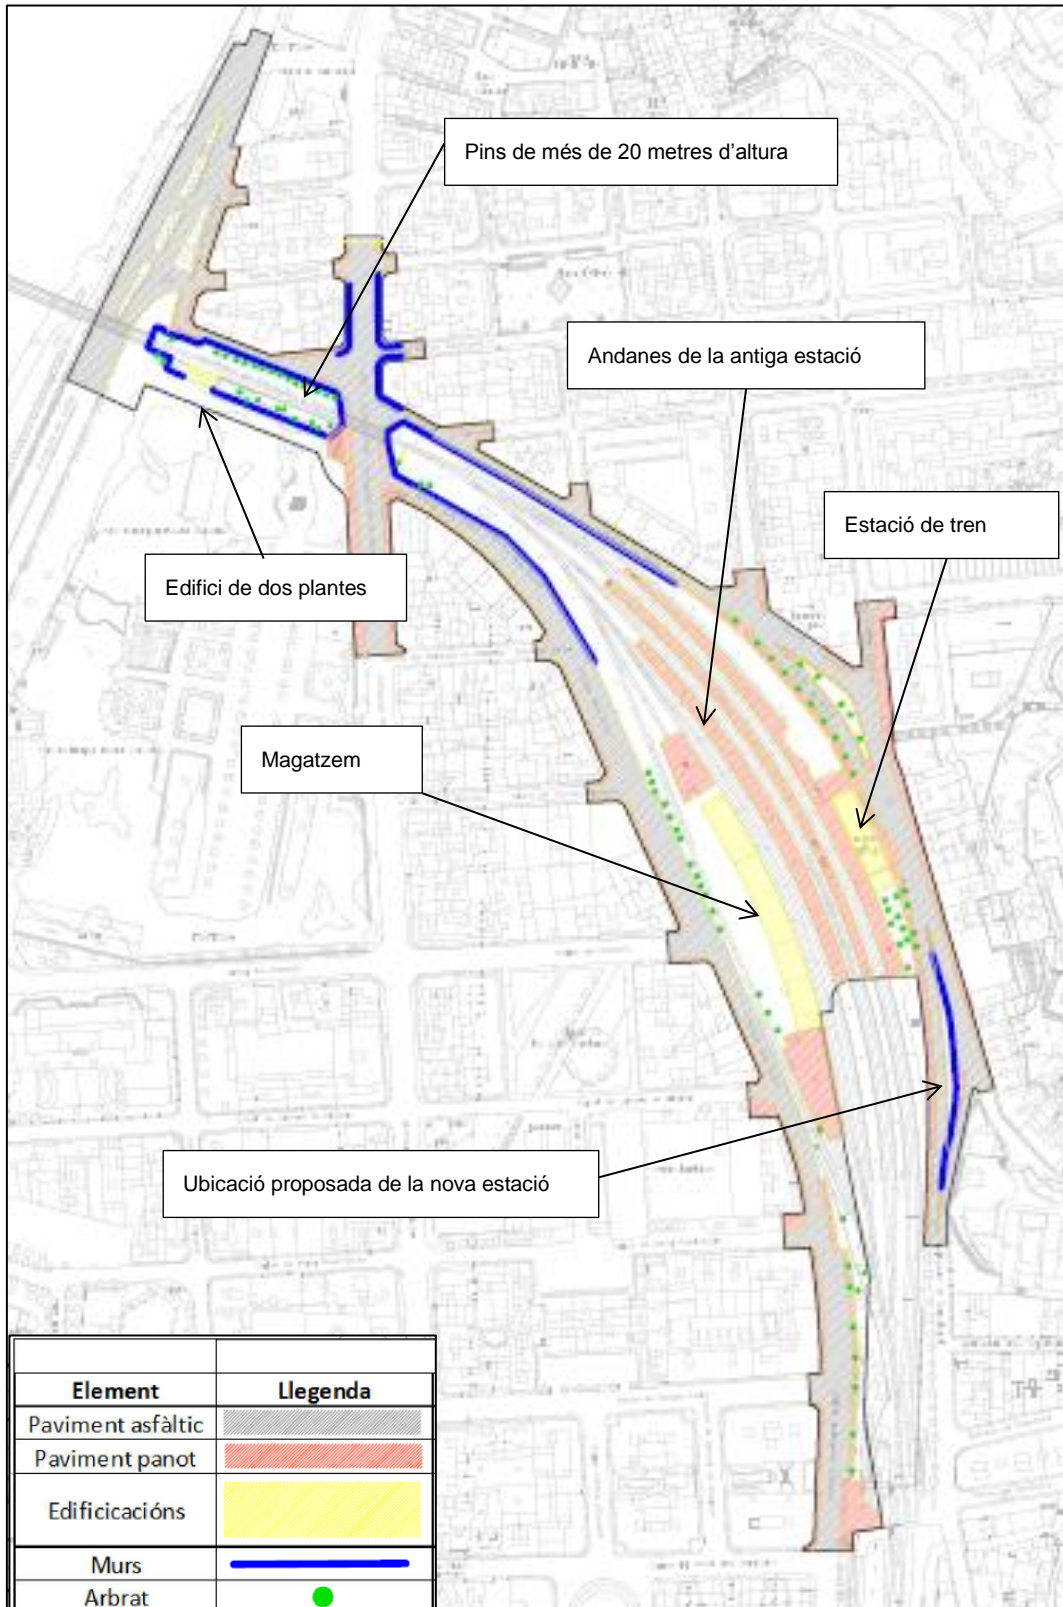 Pins de més de 20 metres d’altura
Andanes de la antiga estació
Estació de tren
Edifici de dos plantes
Magatzem
Ubicació proposada de la nova estació
Element Llegenda
Paviment asfàltic
Paviment panot
Edificicacións
Murs
Arbrat